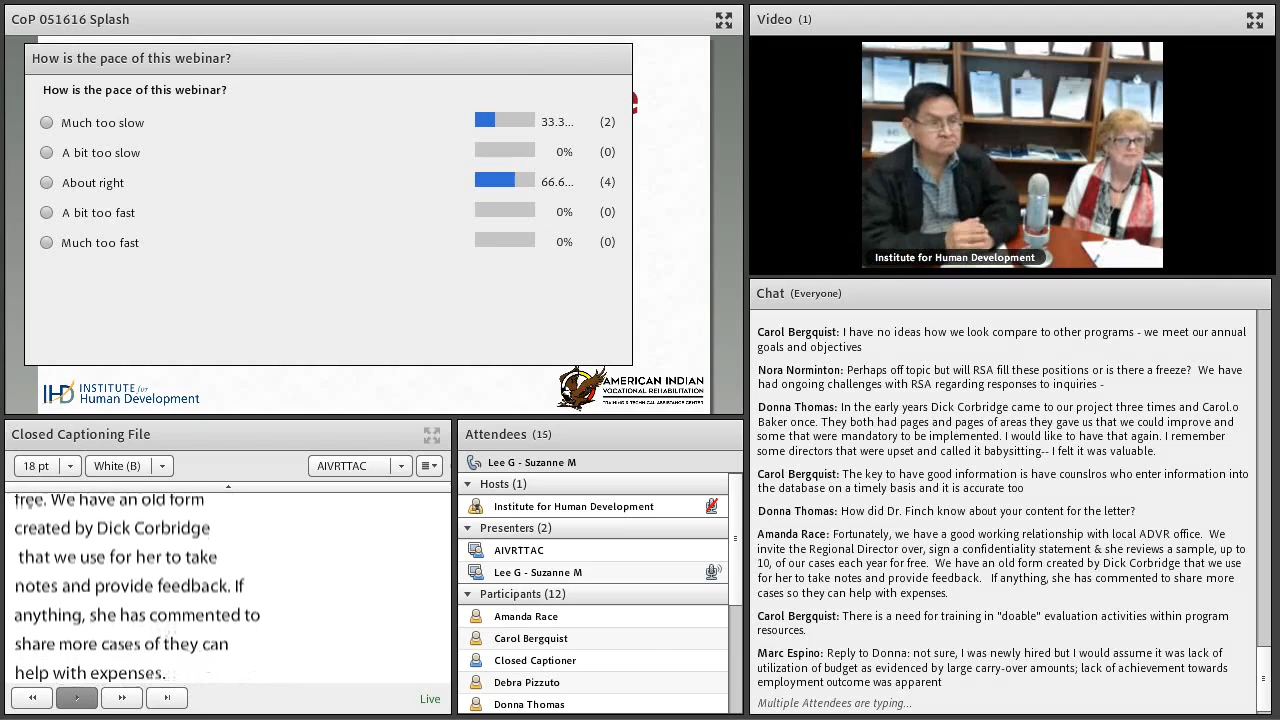 CoP 051616 Splash
How is the pace of this webinar?
How is the pace of this webinar?
Much too slow 33.3... (2)
A bit too slow 0% (0)
About right 66.6... (4)
A bit too fast 0% (0)
Much too fast 0% (0)
e
IHD INSTITUTE for
Human Development
AMERICAN INDIAN
VOCATIONAL REHABILITATION
TRAINING & TECHNICAL ASSISTANCE CENTER
Closed Captioning File
18 pt White (B) AIVRTTAC
free. We have an old form
created by Dick Corbridge
that we use for her to take
notes and provide feedback. If
anything, she has commented to
share more cases of they can
help with expenses.
Live
Attendees (15)
Lee G - Suzanne M
Hosts (1)
Institute for Human Development
Presenters (2)
AIVRTTAC
Lee G - Suzanne M
Participants (12)
Amanda Race
Carol Bergquist
Closed Captioner
Debra Pizzuto
Donna Thomas
Video (1)
Institute for Human Development
Chat (Everyone)
Carol Bergquist: I have no ideas how we look compare to other programs - we meet our annual
goals and objectives
Nora Norminton: Perhaps off topic but will RSA fill these positions or is there a freeze? We have
had ongoing challenges with RSA regarding responses to inquiries -
Donna Thomas: In the early years Dick Corbridge came to our project three times and Carol.o
Baker once. They both had pages and pages of areas they gave us that we could improve and
some that were mandatory to be implemented. I would like to have that again. I remember
some directors that were upset and called it babysitting-- I felt it was valuable.
Carol Bergquist: The key to have good information is have counslros who enter information into
the database on a timely basis and it is accurate too
Donna Thomas: How did Dr. Finch know about your content for the letter?
Amanda Race: Fortunately, we have a good working relationship with local ADVR office. We
invite the Regional Director over, sign a confidentiality statement & she reviews a sample, up to
10, of our cases each year for free. We have an old form created by Dick Corbridge that we use
for her to take notes and provide feedback. If anything, she has commented to share more
cases so they can help with expenses.
Carol Bergquist: There is a need for training in "doable" evaluation activities within program
resources.
Marc Espino: Reply to Donna: not sure, I was newly hired but I would assume it was lack of
utilization of budget as evidenced by large carry-over amounts; lack of achievement towards
employment outcome was apparent
Multiple Attendees are typing...